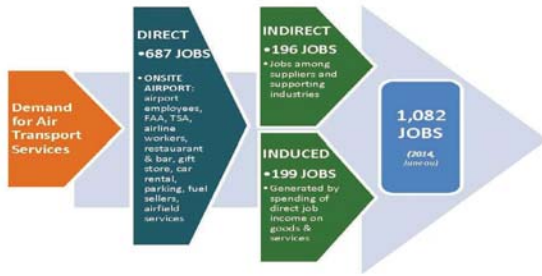 Demand
for Air
Transport
Services
DIRECT
•687 JOBS
• ONSITE
AIRPORT:
airport
employees,
FAA, TSA,
airline
workers,
restauarant
& bar, gift
store, car
rental,
parking, fuel
sellers,
airfield
services
INDIRECT
•196 JOBS
•Jobs among
suppliers and
supporting
industries
INDUCED
•199 JOBS
•Generated by
spending of
direct job
income on
goods &
services
1,082
JOBS
(2014,